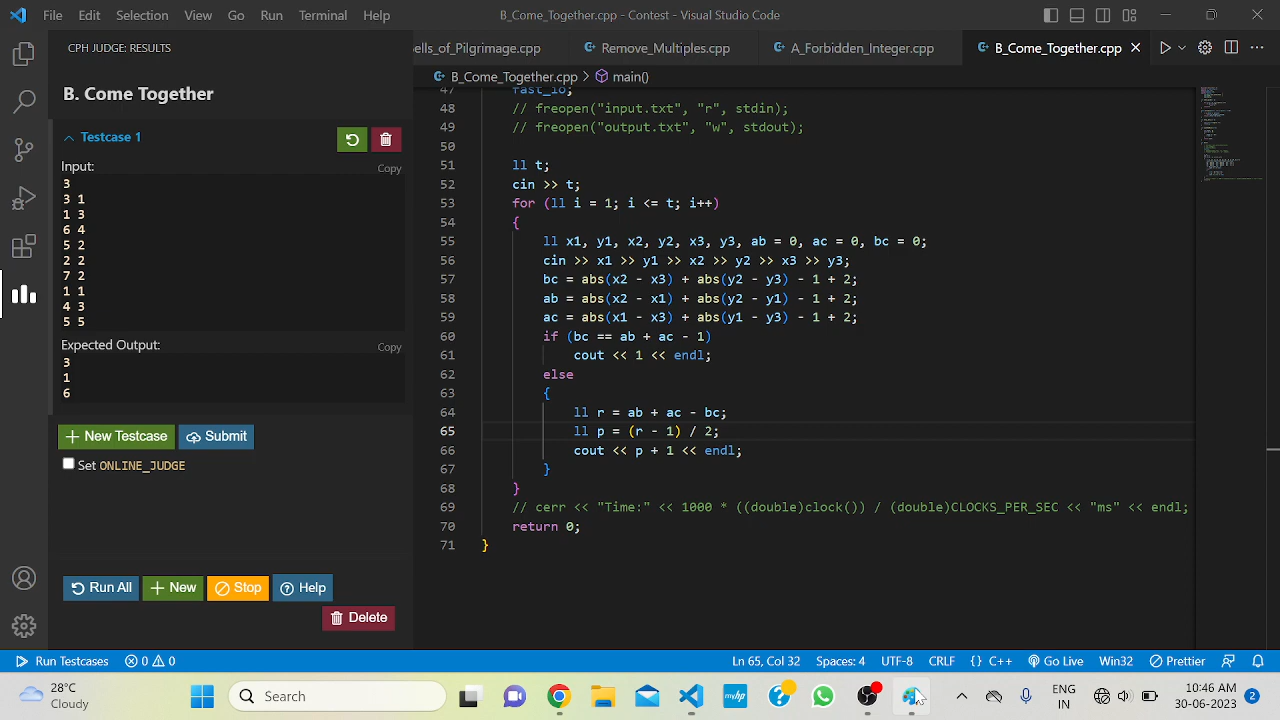 File Edit Selection View Go Run Terminal Help
B_Come_Together.cpp - Contest - Visual Studio Code
CPH JUDGE: RESULTS
ells_of_Pilgrimage.cpp Remove_Multiples.cpp A_Forbidden_Integer.cpp B_Come_Together.cpp
B_Come_Together.cpp > main()
B. Come Together
Testcase 1
Input:
Copy
3
3 1
1 3
6 4
5 2
2 2
7 2
1 1
4 3
5 5
Expected Output:
Copy
3
1
6
New Testcase Submit
Set ONLINE_JUDGE
Run All New Stop Help
Delete
47 fast_io;
48 // freopen("input.txt", "r", stdin);
49 // freopen("output.txt", "w", stdout);
50
51 ll t;
52 cin >> t;
53 for (ll i = 1; i <= t; i++)
54 {
55 ll x1, y1, x2, y2, x3, y3, ab = 0, ac = 0, bc = 0;
56 cin >> x1 >> y1 >> x2 >> y2 >> x3 >> y3;
57 bc = abs(x2 - x3) + abs(y2 - y3) - 1 + 2;
58 ab = abs(x2 - x1) + abs(y2 - y1) - 1 + 2;
59 ac = abs(x1 - x3) + abs(y1 - y3) - 1 + 2;
60 if (bc == ab + ac - 1)
61 cout << 1 << endl;
62 else
63 {
64 ll r = ab + ac - bc;
65 ll p = (r - 1) / 2;
66 cout << p + 1 << endl;
67 }
68 }
69 // cerr << "Time:" << 1000 * ((double)clock()) / (double)CLOCKS_PER_SEC << "ms" << endl;
70 return 0;
71 }
Run Testcases 0 0 Ln 65, Col 32 Spaces: 4 UTF-8 CRLF {} C++ Go Live Win32 Prettier
28°C
Cloudy
Search
myhp
ENG
IN
10:46 AM
30-06-2023
2